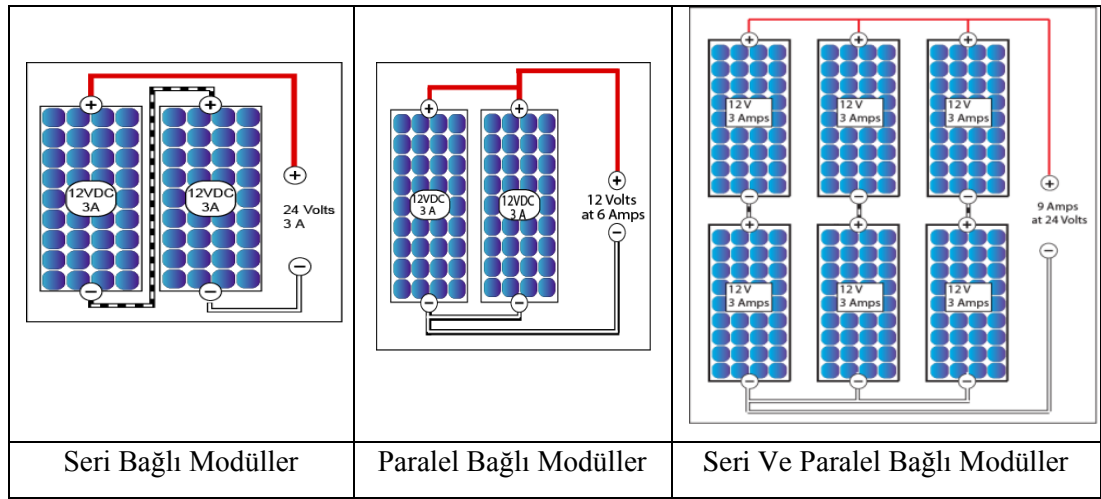 +
+
12VDC
3A
12VDC
3A
+
24 Volts
3 A
−
−
−
+
+
12VDC
3 A
12VDC
3 A
+
12 Volts
at 6 Amps
−
−
−
+
+
+
12 V
3 Amps
12 V
3 Amps
12 V
3 Amps
−
−
−
+
9 Amps
at 24 Volts
−
+
+
+
12 V
3 Amps
12 V
3 Amps
12 V
3 Amps
−
−
−
Seri Bağlı Modüller
Paralel Bağlı Modüller
Seri Ve Paralel Bağlı Modüller